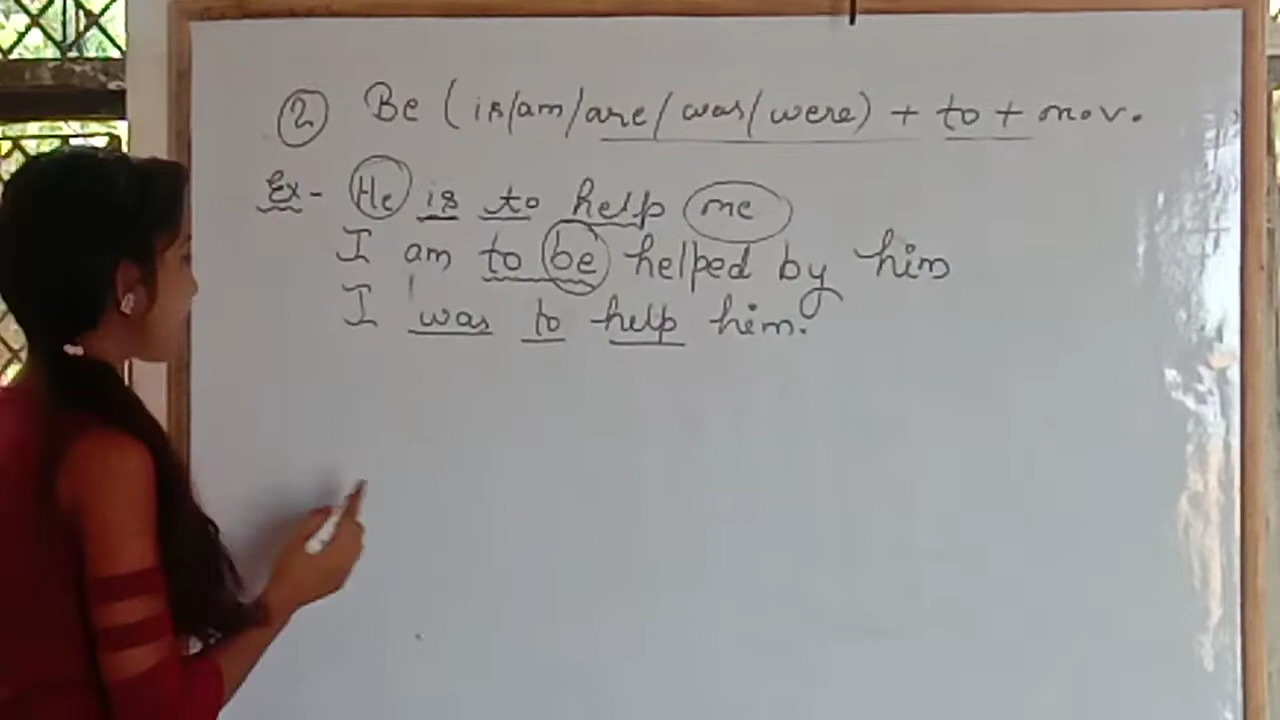 ② Be (is/am/are/was/were) + to + mov.
Ex- He is to help me
I am to be helped by him
I was to help him.